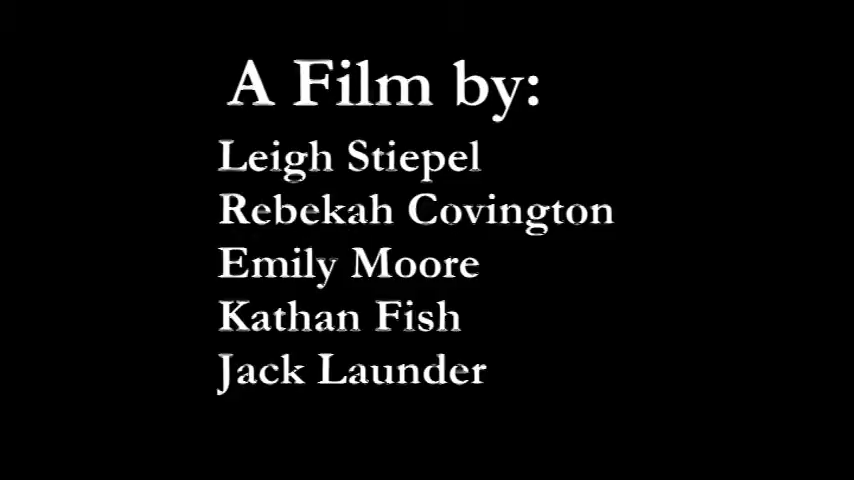 A Film by:
Leigh Stiepel
Rebekah Covington
Emily Moore
Kathan Fish
Jack Launder